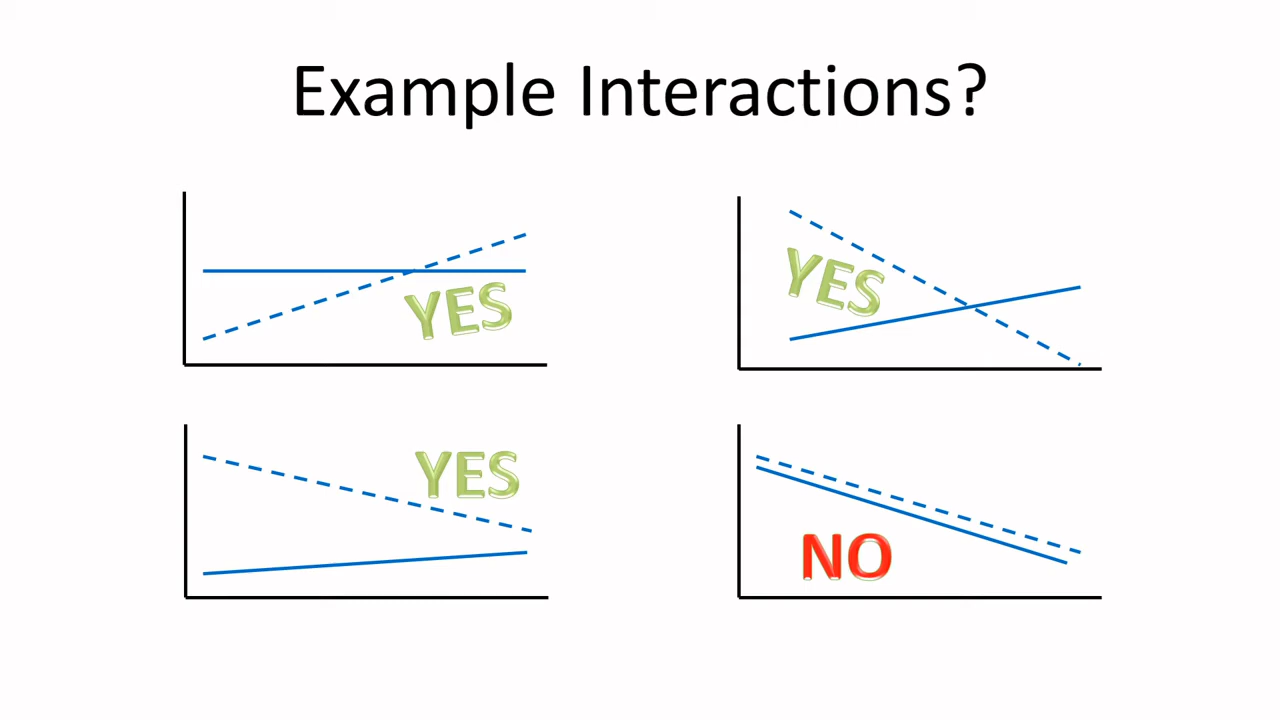 Example Interactions?
YES
YES
YES
NO